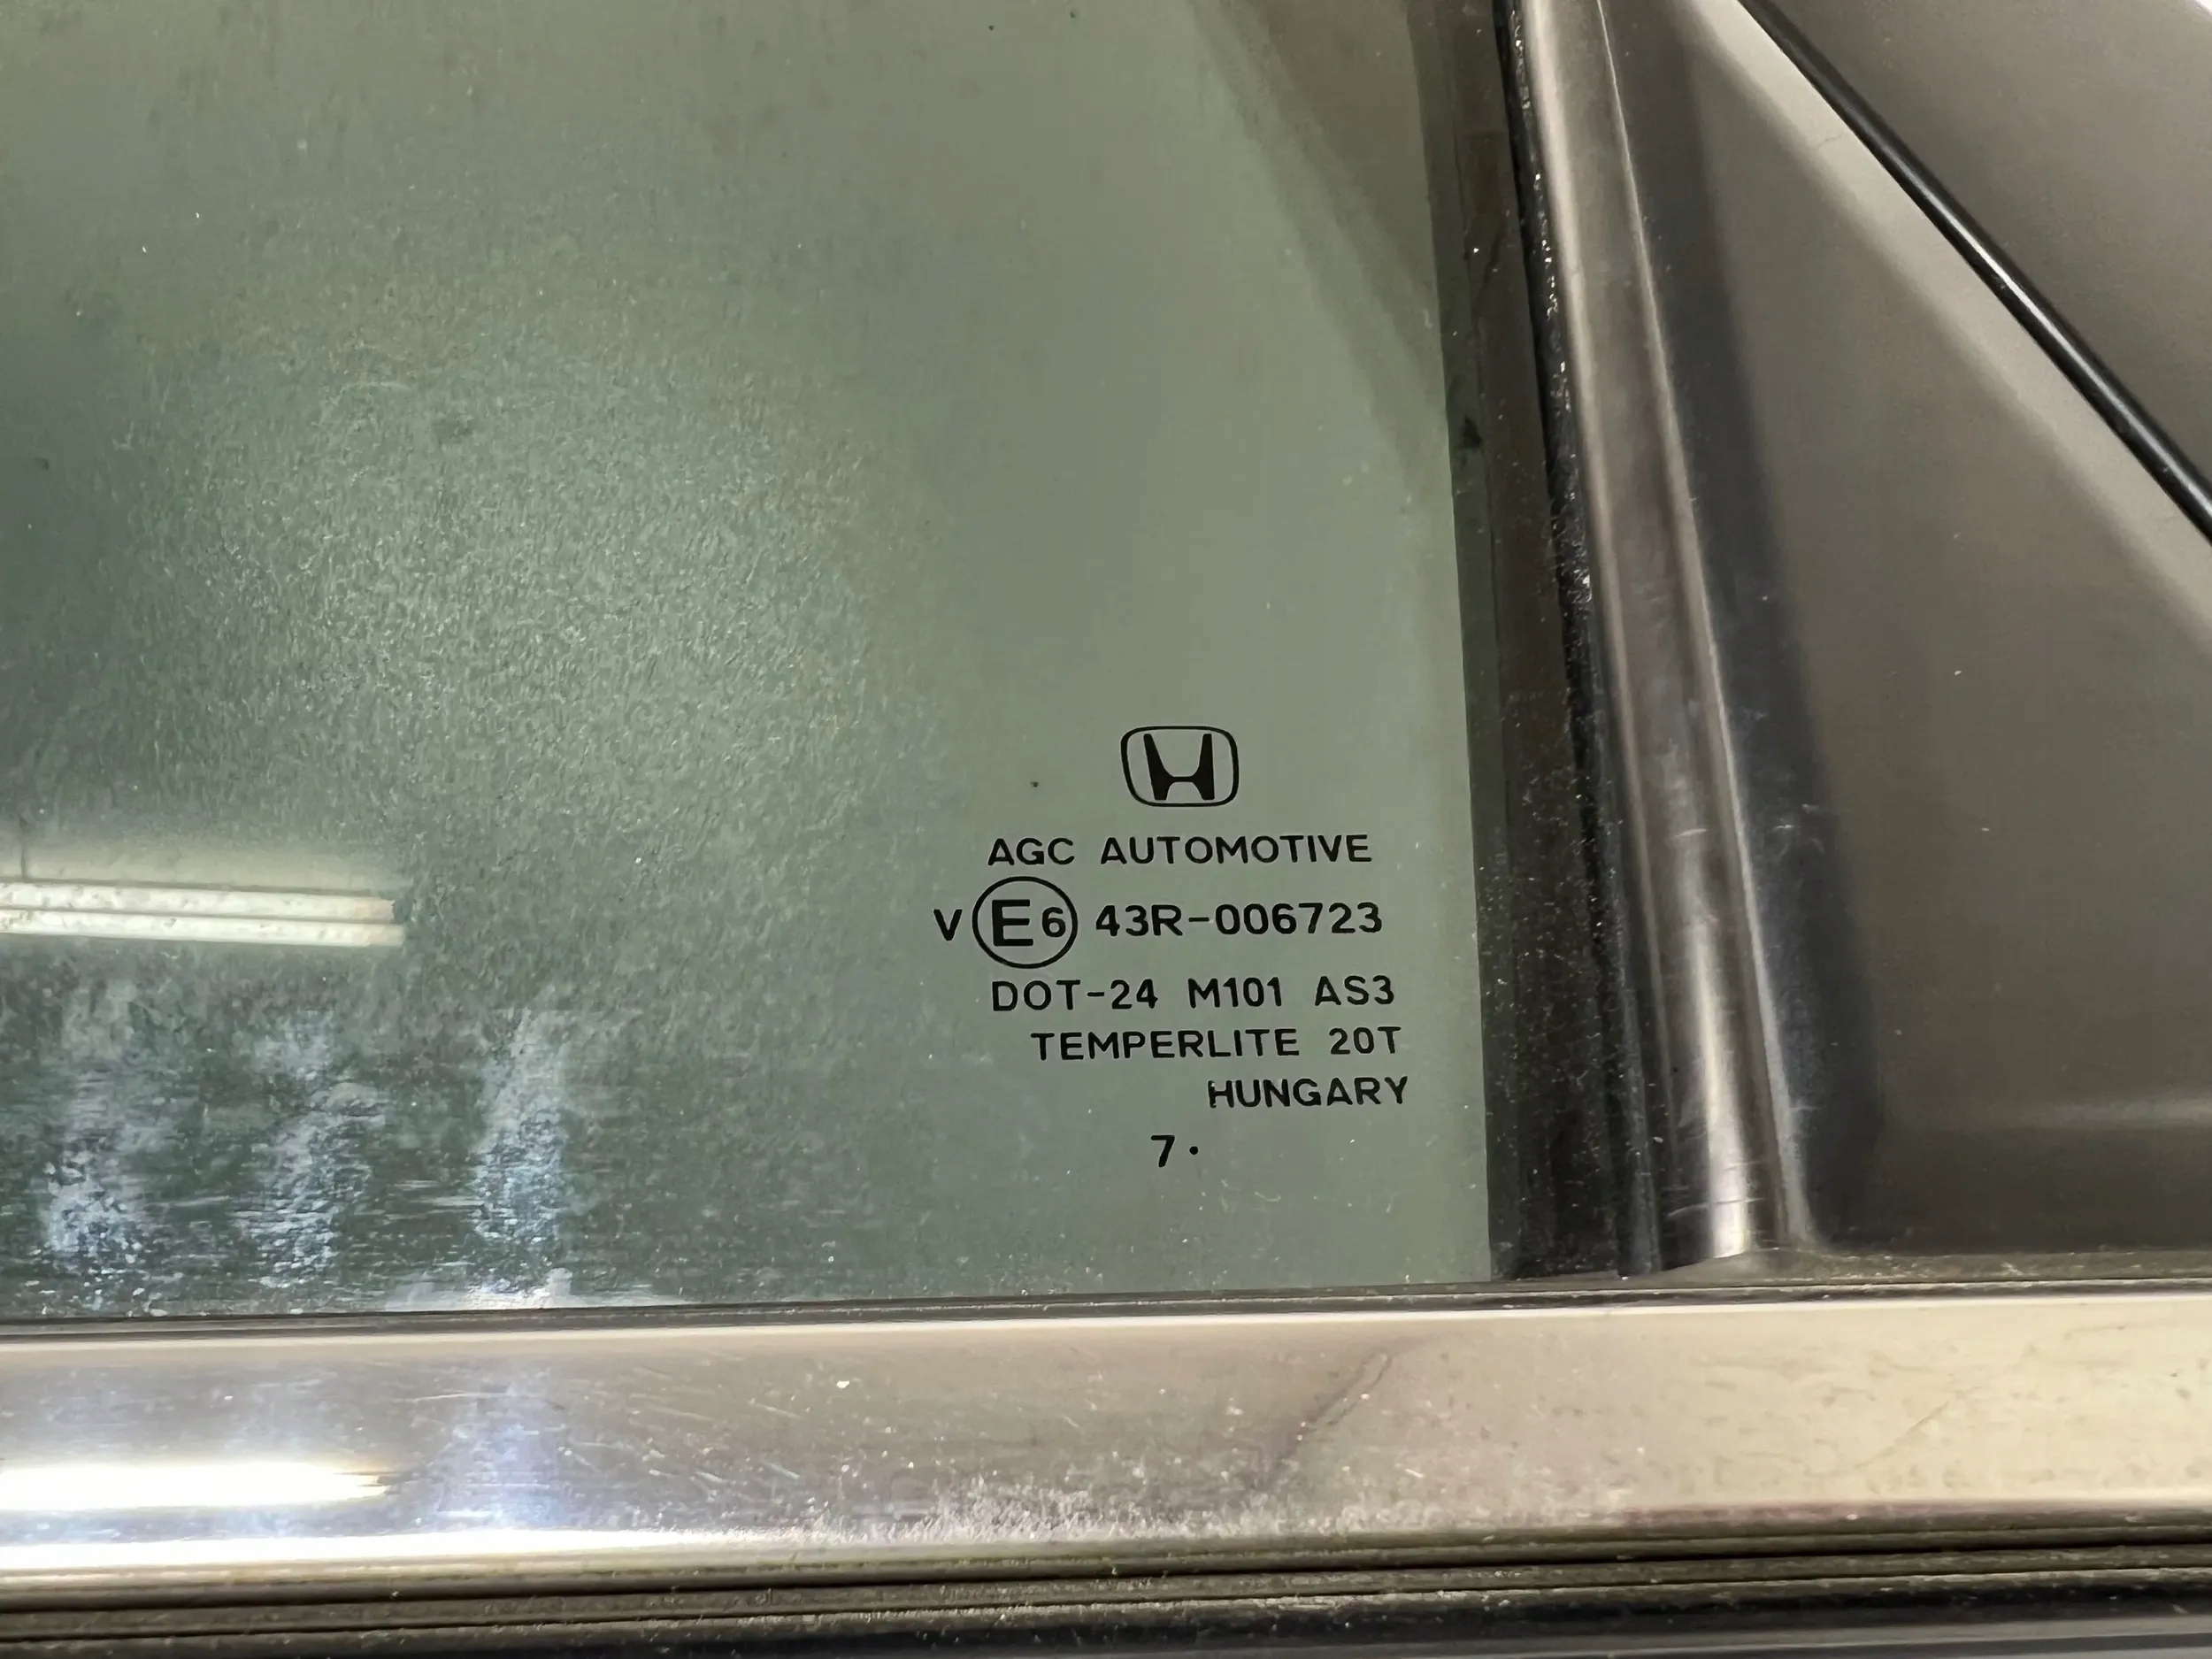 AGC AUTOMOTIVE
V E6 43R-006723
DOT-24 M101 AS3
TEMPERLITE 20T
HUNGARY
7.